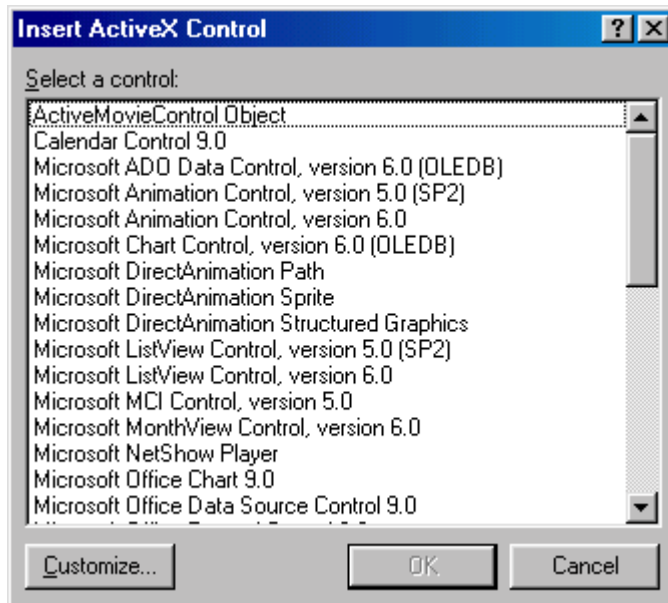 Insert ActiveX Control
Select a control:
ActiveMovieControl Object
Calendar Control 9.0
Microsoft ADO Data Control, version 6.0 (OLEDB)
Microsoft Animation Control, version 5.0 (SP2)
Microsoft Animation Control, version 6.0
Microsoft Chart Control, version 6.0 (OLEDB)
Microsoft DirectAnimation Path
Microsoft DirectAnimation Sprite
Microsoft DirectAnimation Structured Graphics
Microsoft ListView Control, version 5.0 (SP2)
Microsoft ListView Control, version 6.0
Microsoft MCI Control, version 5.0
Microsoft MonthView Control, version 6.0
Microsoft NetShow Player
Microsoft Office Chart 9.0
Microsoft Office Data Source Control 9.0
Customize... OK Cancel